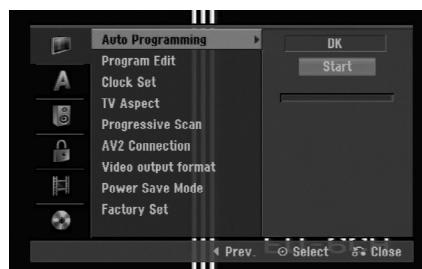 Auto Programming
Program Edit
Clock Set
TV Aspect
Progressive Scan
AV2 Connection
Video output format
Power Save Mode
Factory Set
DK
Start
A
Prev.
Select
Close